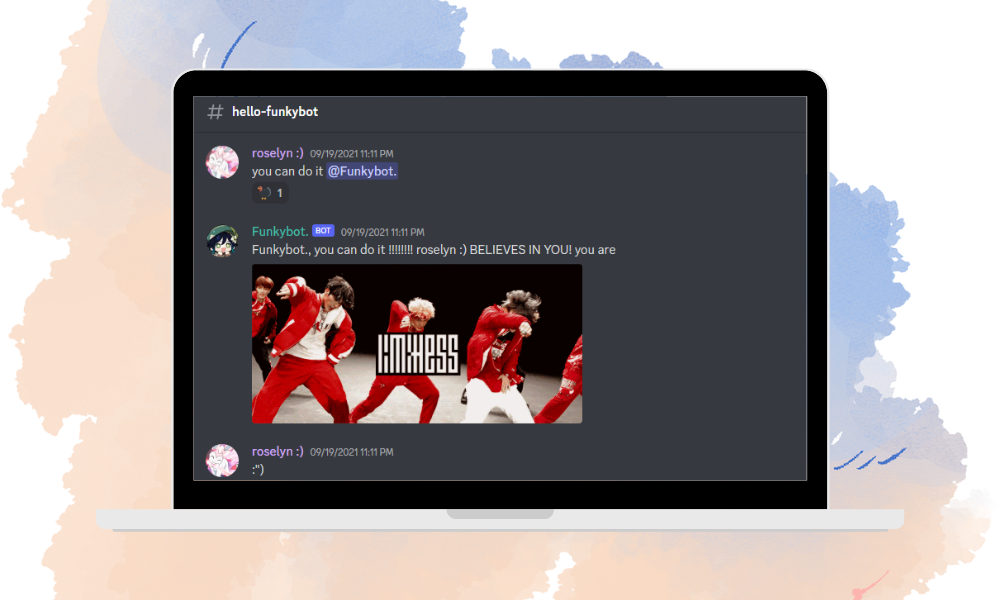 # hello-funkybot
roselyn :) 09/19/2021 11:11 PM
you can do it @Funkybot.
1
Funkybot. BOT 09/19/2021 11:11 PM
Funkybot., you can do it !!!!!!!! roselyn :) BELIEVES IN YOU! you are
limitless
roselyn :) 09/19/2021 11:11 PM
:")